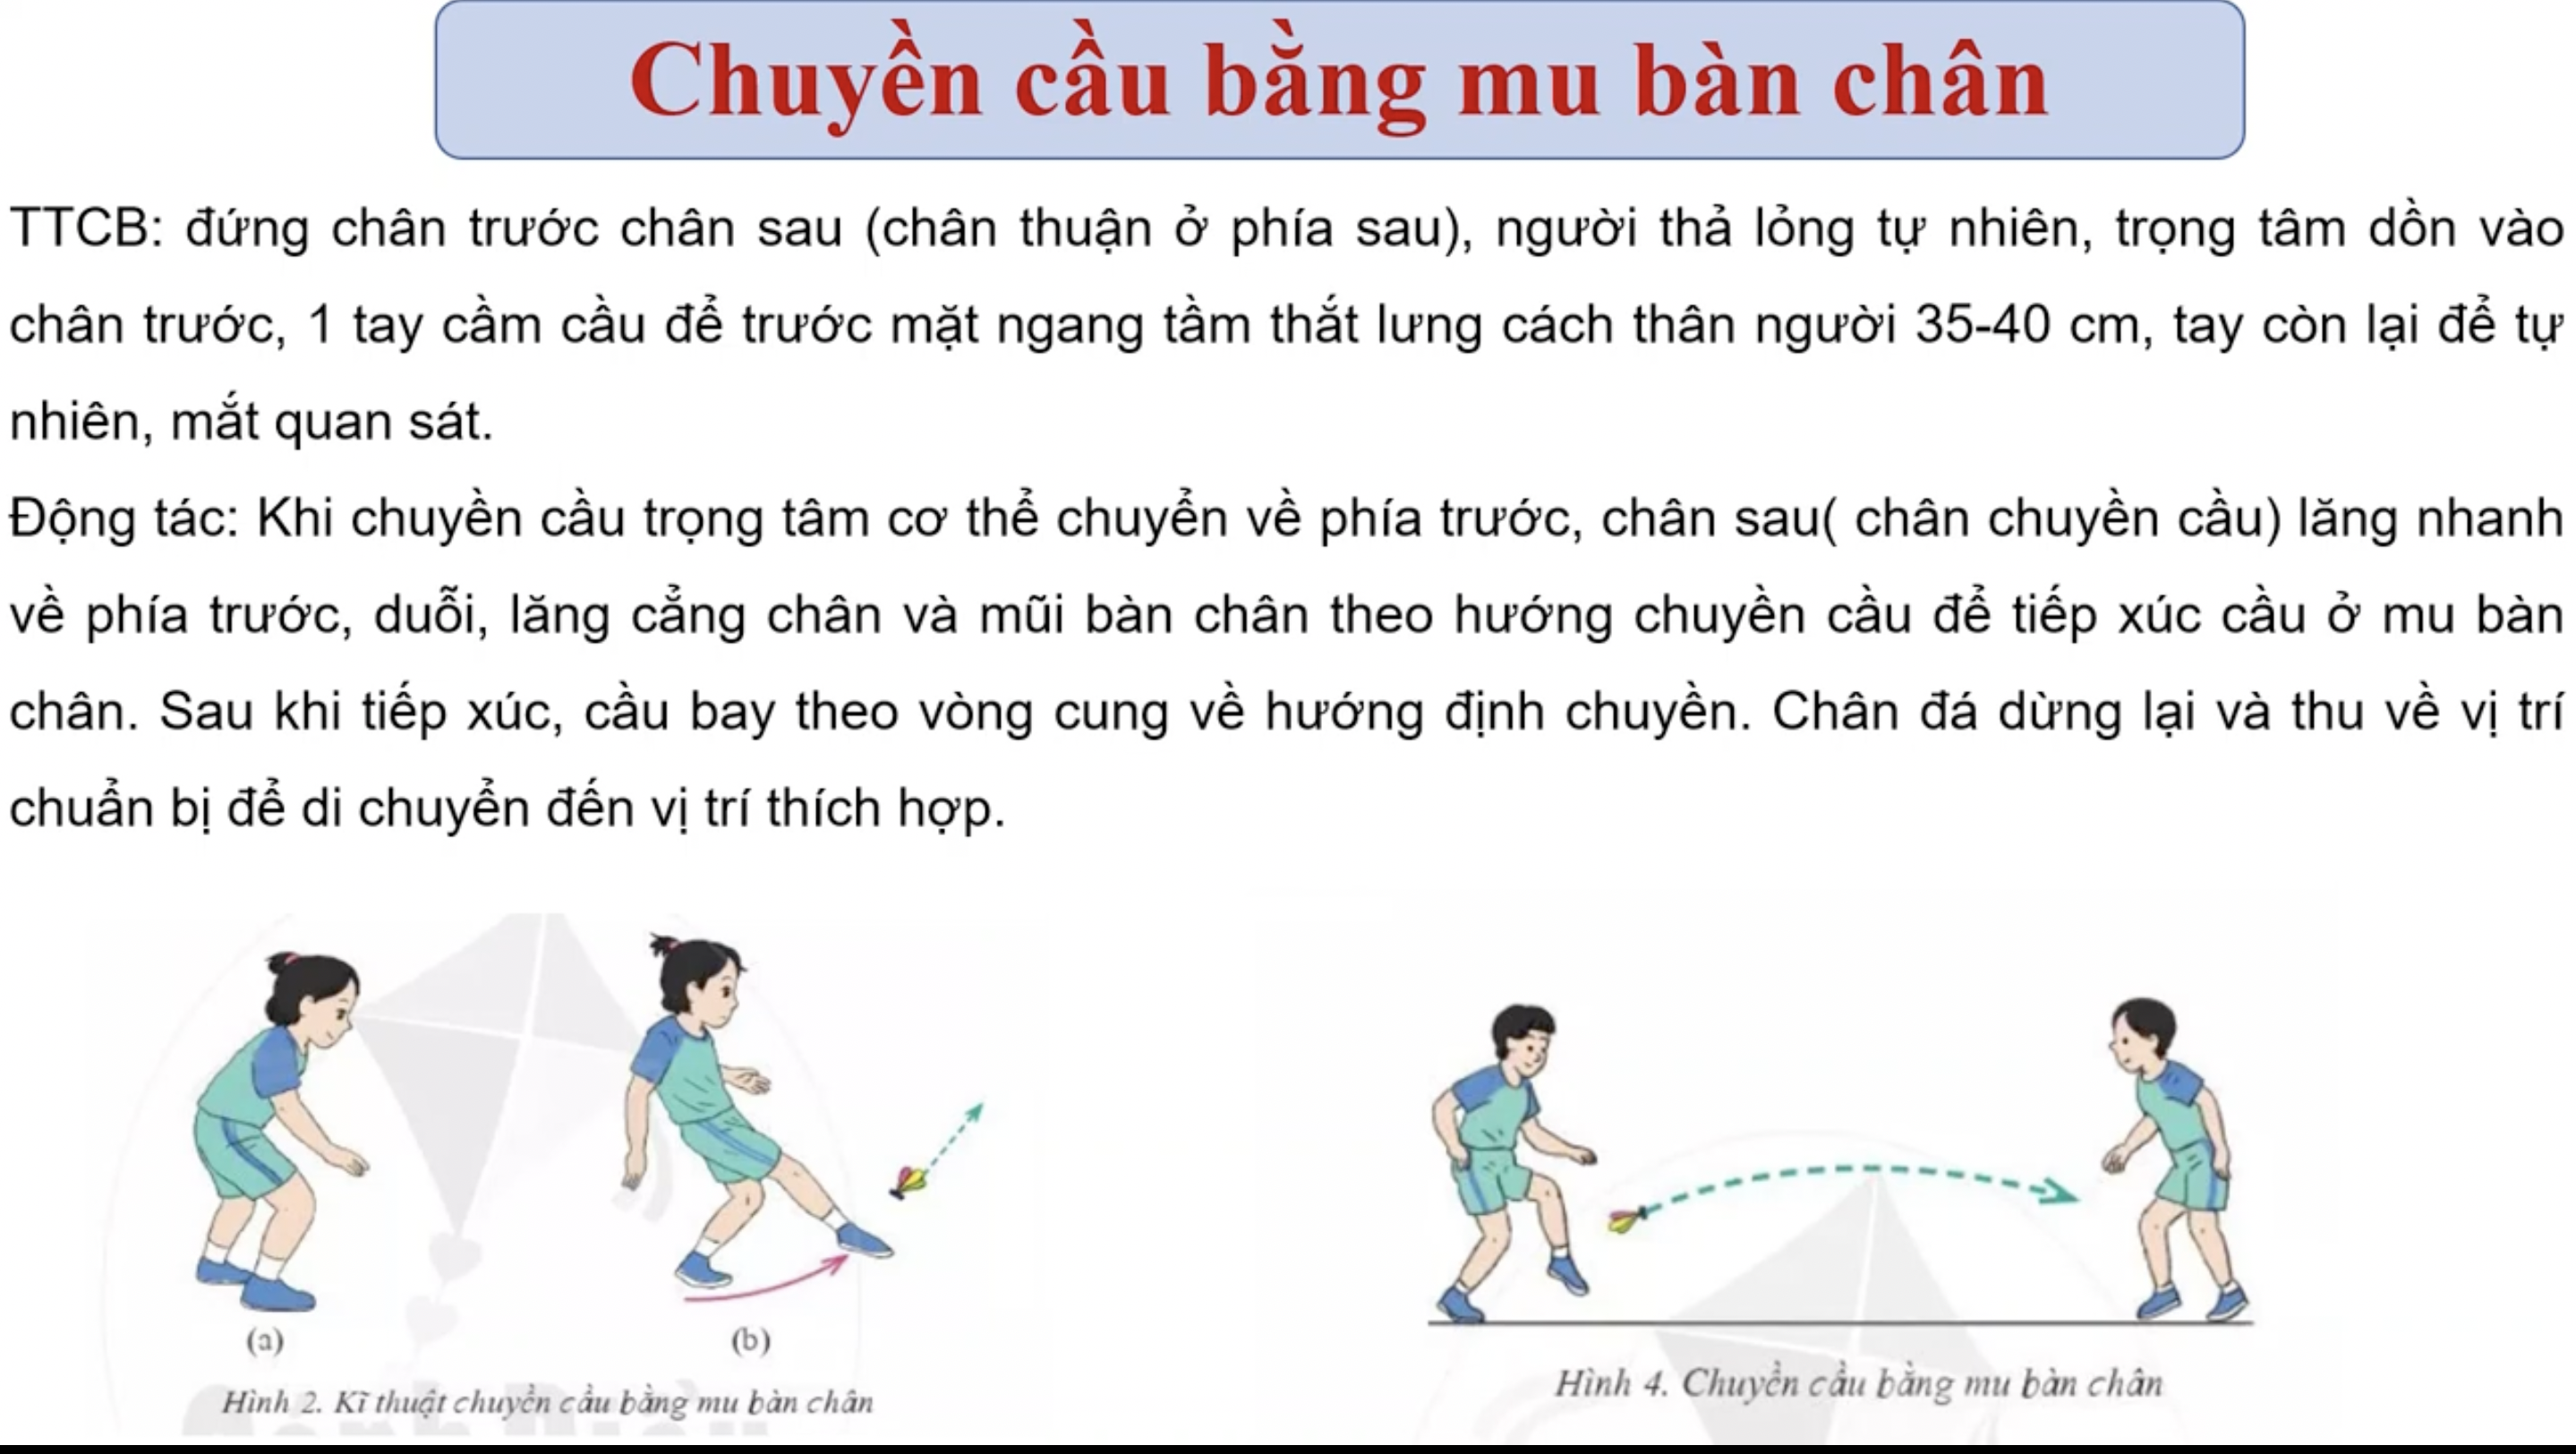 Chuyền cầu bằng mu bàn chân
TTCB: đứng chân trước chân sau (chân thuận ở phía sau), người thả lỏng tự nhiên, trọng tâm dồn vào
chân trước, 1 tay cầm cầu để trước mặt ngang tầm thắt lưng cách thân người 35-40 cm, tay còn lại để tự
nhiên, mắt quan sát.
Động tác: Khi chuyền cầu trọng tâm cơ thể chuyển về phía trước, chân sau( chân chuyền cầu) lăng nhanh
về phía trước, duỗi, lăng cẳng chân và mũi bàn chân theo hướng chuyền cầu để tiếp xúc cầu ở mu bàn
chân. Sau khi tiếp xúc, cầu bay theo vòng cung về hướng định chuyền. Chân đá dừng lại và thu về vị trí
chuẩn bị để di chuyển đến vị trí thích hợp.
(a)
(b)
Hình 2. Kĩ thuật chuyền cầu bằng mu bàn chân
Hình 4. Chuyền cầu bằng mu bàn chân